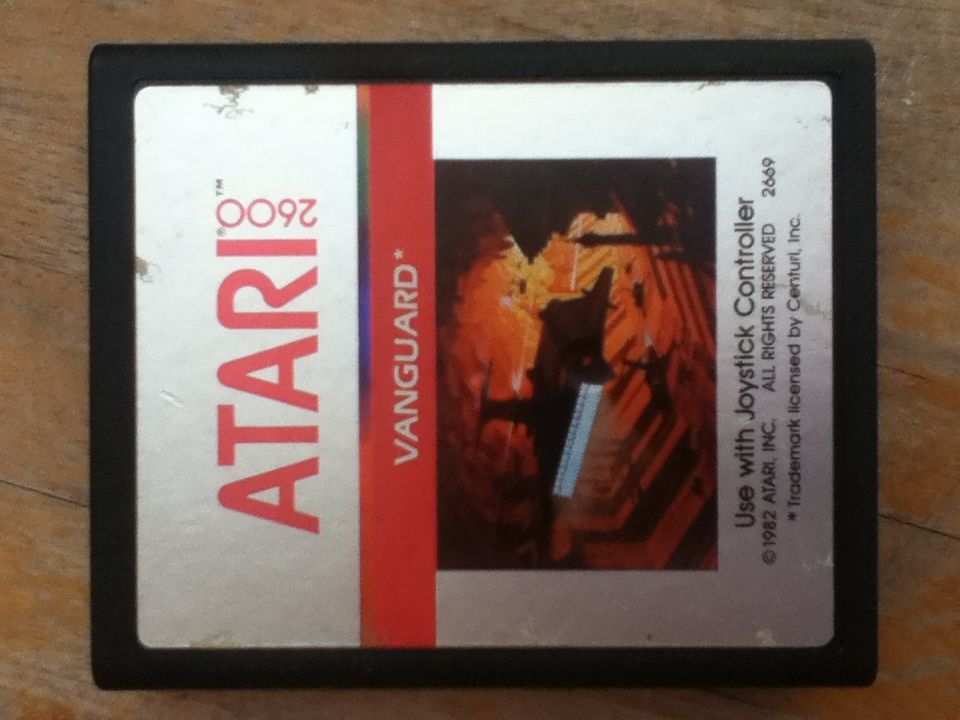 ATARI® 2600™
VANGUARD*
Use with Joystick Controller
©1982 ATARI, INC. ALL RIGHTS RESERVED 2669
*Trademark licensed by Centuri, Inc.